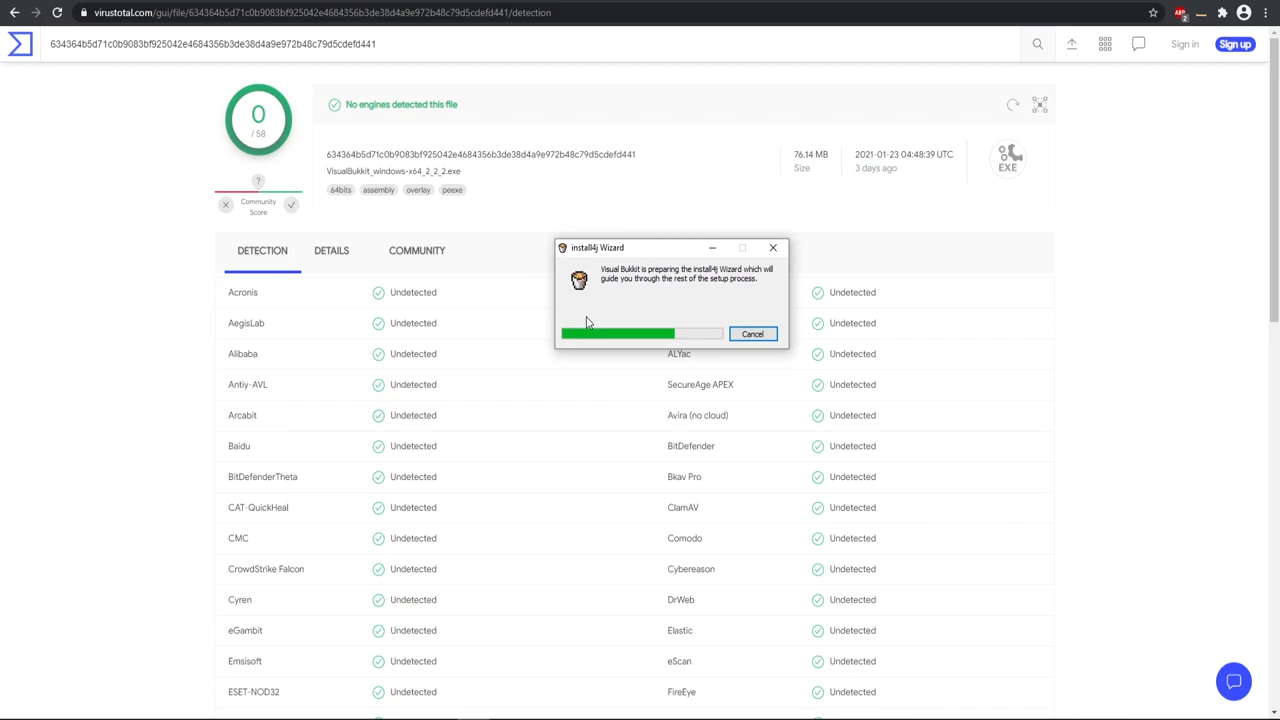 virustotal.com/gui/file/634364b5d71c0b9083bf925042e4684356b3de38d4a9e972b48c79d5cdefd441/detection
ABP
2
634364b5d71c0b9083bf925042e4684356b3de38d4a9e972b48c79d5cdefd441
Sign in
Sign up
0
/ 58
No engines detected this file
634364b5d71c0b9083bf925042e4684356b3de38d4a9e972b48c79d5cdefd441
VisualBukkit_windows-x64_2_2_2.exe
64bits
assembly
overlay
peexe
76.14 MB
Size
2021-01-23 04:48:39 UTC
3 days ago
EXE
?
Community
Score
DETECTION
DETAILS
COMMUNITY
install4j Wizard
Visual Bukkit is preparing the install4j Wizard which will
guide you through the rest of the setup process.
Cancel
Acronis
Undetected
Undetected
AegisLab
Undetected
Undetected
Alibaba
Undetected
ALYac
Undetected
Antiy-AVL
Undetected
SecureAge APEX
Undetected
Arcabit
Undetected
Avira (no cloud)
Undetected
Baidu
Undetected
BitDefender
Undetected
BitDefenderTheta
Undetected
Bkav Pro
Undetected
CAT-QuickHeal
Undetected
ClamAV
Undetected
CMC
Undetected
Comodo
Undetected
CrowdStrike Falcon
Undetected
Cybereason
Undetected
Cyren
Undetected
DrWeb
Undetected
eGambit
Undetected
Elastic
Undetected
Emsisoft
Undetected
eScan
Undetected
ESET-NOD32
Undetected
FireEye
Undetected